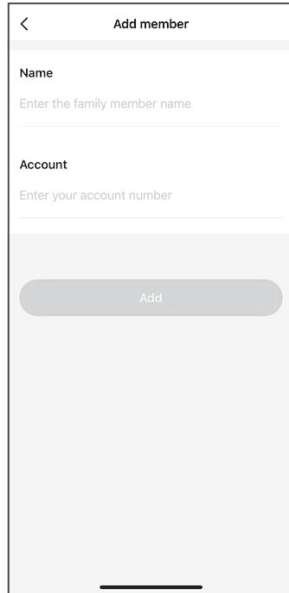 Add member
Name
Enter the family member name
Account
Enter your account number
Add